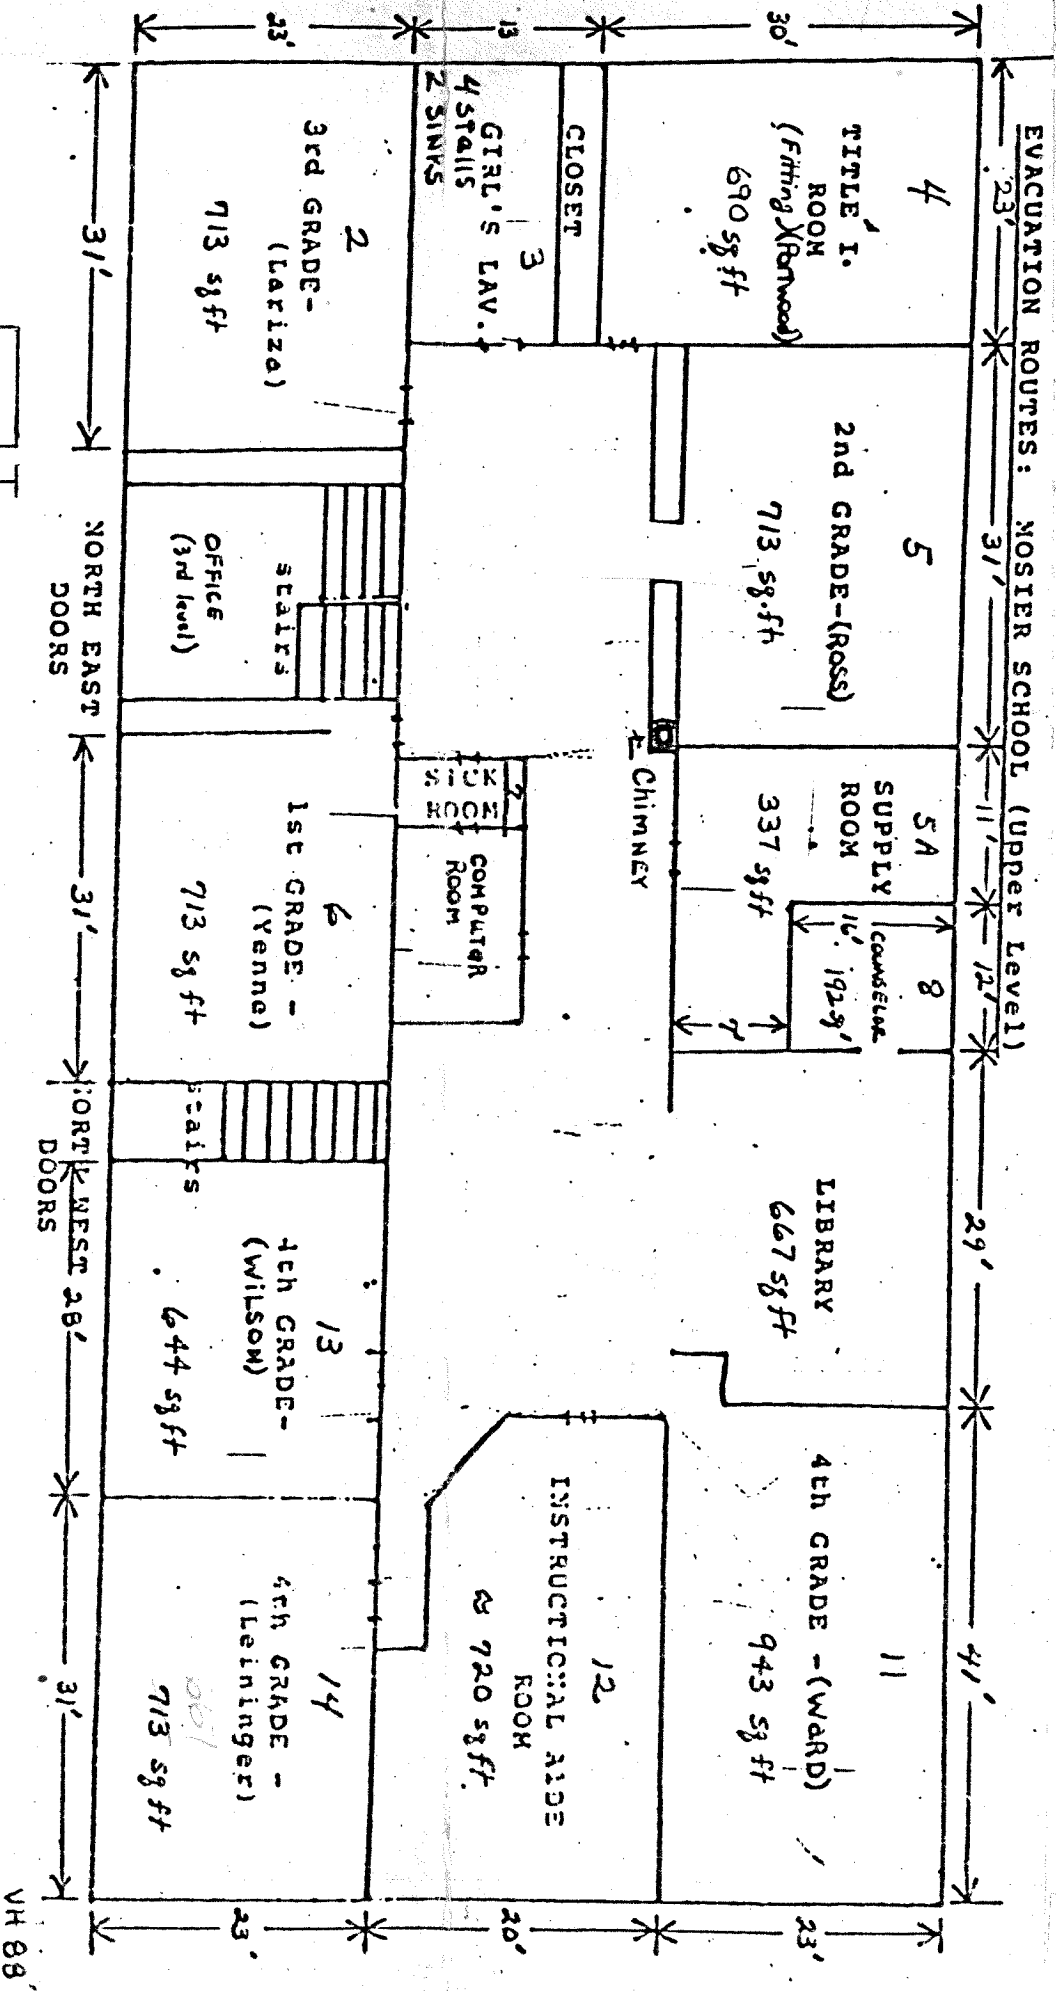 EVACUATION ROUTES: MOSIER SCHOOL (Upper Level)
23'
31'
11'
12'
29'
41'
30'
13
23'
4
TITLE I.
ROOM
(Fitting)(Portwood)
690 sq ft
CLOSET
3
GIRL'S LAV.
4 STALLS
2 SINKS
2
3rd GRADE-
(Lariza)
713 sq ft
31'
5
2nd GRADE-(ROSS)
713 sq.ft
Chimney
stairs
OFFICE
(3rd level)
NORTH EAST
DOORS
5A
SUPPLY
ROOM
337 sq ft
8
COUNSELOR
16'
192 sq'
7'
7
SICK
ROOM
COMPUTER
ROOM
6
1st GRADE -
(Yenne)
713 sq ft
31'
LIBRARY
667 sq ft
stairs
NORTH WEST
DOORS
28'
13
4th GRADE-
(WILSON)
644 sq ft
11
4th GRADE -(WARD)
943 sq ft
12
INSTRUCTIONAL AIDE
ROOM
≈ 720 sq ft.
14
4th GRADE -
(Leininger)
713 sq ft
31'
23'
20'
23'
VH 88'